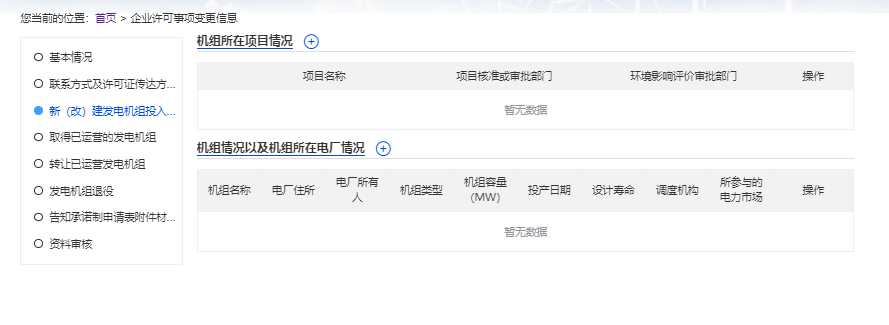 您当前的位置：首页 > 企业许可事项变更信息
基本情况
联系方式及许可证传达方...
新（改）建发电机组投入...
取得已运营的发电机组
转让已运营发电机组
发电机组退役
告知承诺制申请表附件材...
资料审核
机组所在项目情况
项目名称 项目核准或审批部门 环境影响评价审批部门 操作
暂无数据
机组情况以及机组所在电厂情况
机组名称 电厂住所 电厂所有人 机组类型 机组容量（MW） 投产日期 设计寿命 调度机构 所参与的电力市场 操作
暂无数据